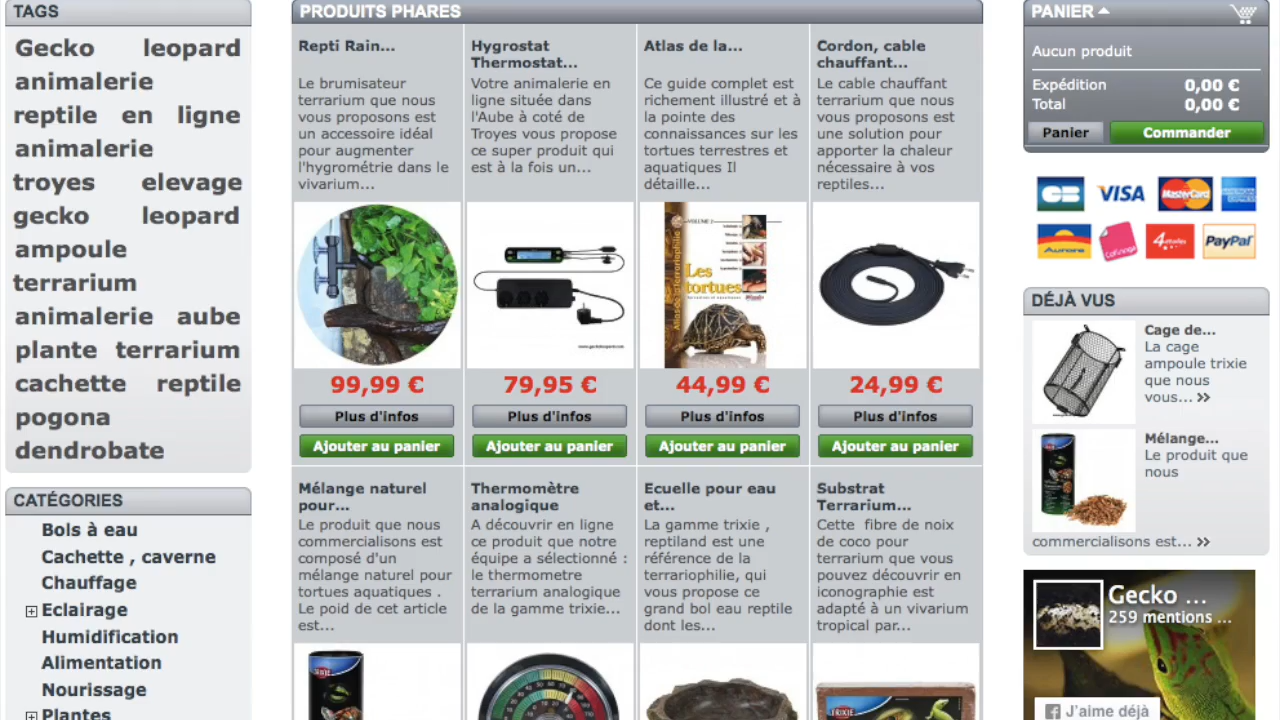 TAGS
Gecko leopard
animalerie
reptile en ligne
animalerie
troyes elevage
gecko leopard
ampoule
terrarium
animalerie aube
plante terrarium
cachette reptile
pogona
dendrobate
CATÉGORIES
Bols à eau
Cachette , caverne
Chauffage
Eclairage
Humidification
Alimentation
Nourissage
Plantes
PRODUITS PHARES
Repti Rain...
Le brumisateur
terrarium que nous
vous proposons est
un accessoire idéal
pour augmenter
l'hygrométrie dans le
vivarium...
99,99 €
Plus d'infos
Ajouter au panier
Hygrostat
Thermostat...
Votre animalerie en
ligne située dans
l'Aube à coté de
Troyes vous propose
ce super produit qui
est à la fois un...
79,95 €
Plus d'infos
Ajouter au panier
Atlas de la...
Ce guide complet est
richement illustré et à
la pointe des
connaissances sur les
tortues terrestres et
aquatiques Il
détaille...
VOLUME 2
Les
tortues
44,99 €
Plus d'infos
Ajouter au panier
Cordon, cable
chauffant...
Le cable chauffant
terrarium que nous
vous proposons est
une solution pour
apporter la chaleur
nécessaire à vos
reptiles...
24,99 €
Plus d'infos
Ajouter au panier
Mélange naturel
pour...
Le produit que nous
commercialisons est
composé d'un
mélange naturel pour
tortues aquatiques .
Le poid de cet article
est...
Thermomètre
analogique
A découvrir en ligne
ce produit que notre
équipe a sélectionné :
le thermometre
terrarium analogique
de la gamme trixie...
Ecuelle pour eau
et...
La gamme trixie ,
reptiland est une
référence de la
terrariophilie, qui
vous propose ce
grand bol eau reptile
dont les...
Substrat
Terrarium...
Cette fibre de noix
de coco pour
terrarium que vous
pouvez découvrir en
iconographie est
adapté à un vivarium
tropical par...
TRIXIE
PANIER
Aucun produit
Expédition 0,00 €
Total 0,00 €
Panier
Commander
CB
VISA
MasterCard
Aurore
Cofinoga
4 étoiles
PayPal
DÉJÀ VUS
Cage de...
La cage
ampoule trixie
que nous
vous...
Mélange...
Le produit que
nous
commercialisons est...
Gecko ...
259 mentions ...
J'aime déjà